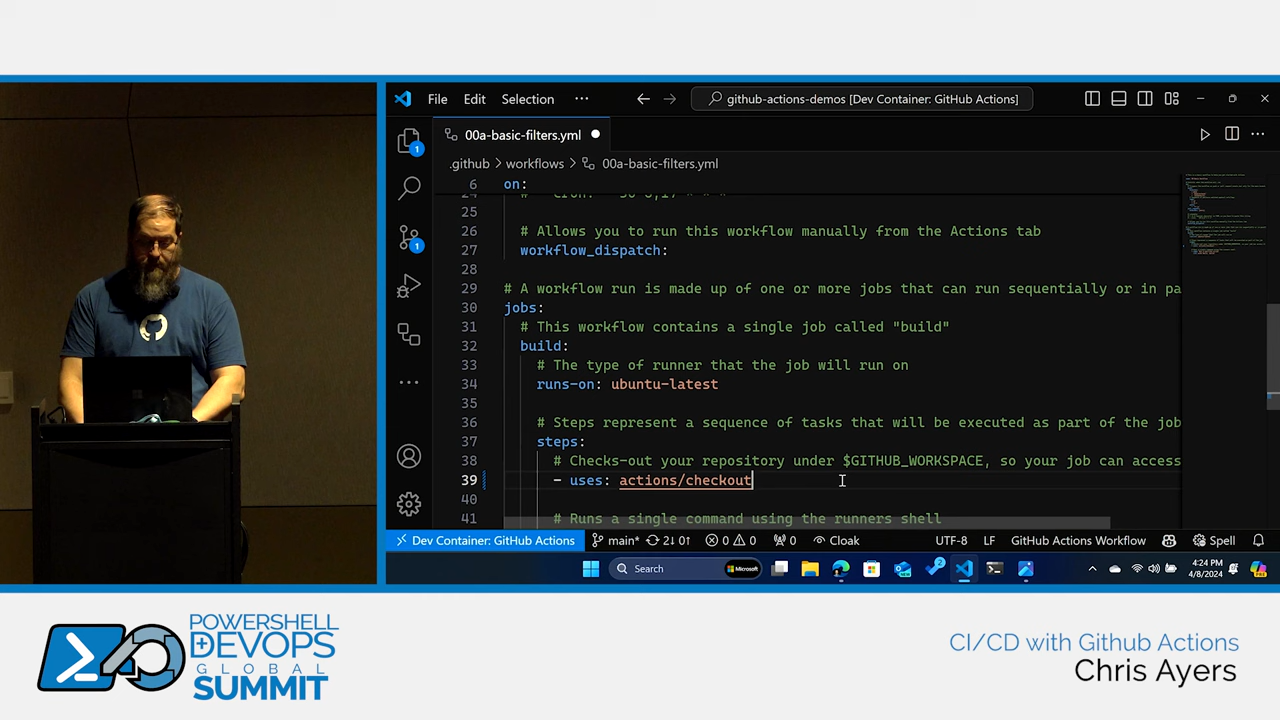 File Edit Selection ···
github-actions-demos [Dev Container: GitHub Actions]
00a-basic-filters.yml
.github > workflows > 00a-basic-filters.yml
6 on:
25
26 # Allows you to run this workflow manually from the Actions tab
27 workflow_dispatch:
28
29 # A workflow run is made up of one or more jobs that can run sequentially or in pa
30 jobs:
31 # This workflow contains a single job called "build"
32 build:
33 # The type of runner that the job will run on
34 runs-on: ubuntu-latest
35
36 # Steps represent a sequence of tasks that will be executed as part of the job
37 steps:
38 # Checks-out your repository under $GITHUB_WORKSPACE, so your job can access
39 - uses: actions/checkout
40
41 # Runs a single command using the runners shell
Dev Container: GitHub Actions main* 2↓ 0↑ 0 0 0 Cloak UTF-8 LF GitHub Actions Workflow Spell
Search Microsoft
4:24 PM
4/8/2024
POWERSHELL
+DEVOPS
GLOBAL
SUMMIT
CI/CD with Github Actions
Chris Ayers